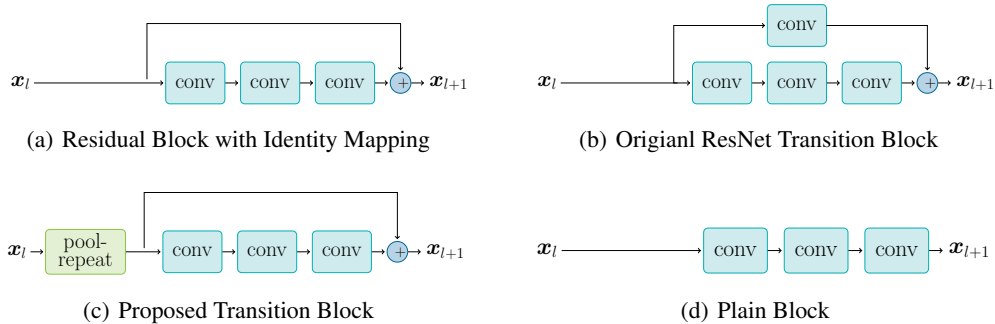 conv
x_l conv conv conv + x_{l+1}
x_l conv conv conv + x_{l+1}
(a) Residual Block with Identity Mapping
(b) Origianl ResNet Transition Block
x_l pool-
repeat conv conv conv + x_{l+1}
x_l conv conv conv x_{l+1}
(c) Proposed Transition Block
(d) Plain Block